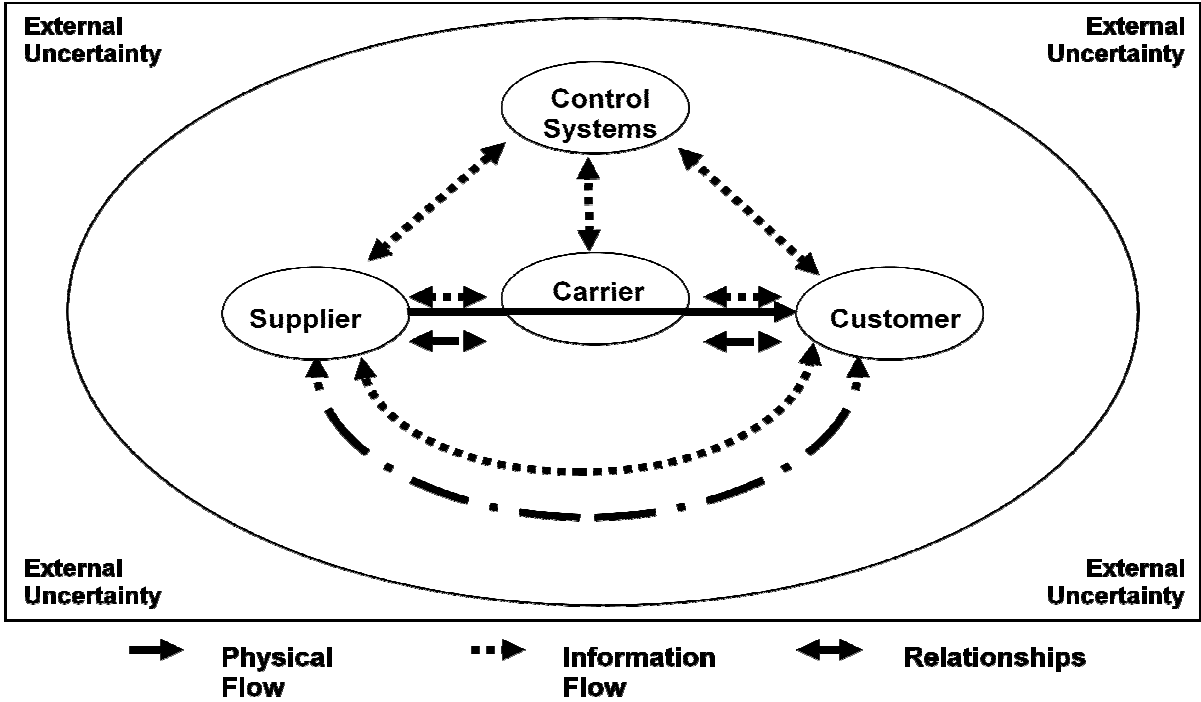 External
Uncertainty
External
Uncertainty
Control
Systems
Carrier
Supplier
Customer
External
Uncertainty
External
Uncertainty
Physical
Flow
Information
Flow
Relationships